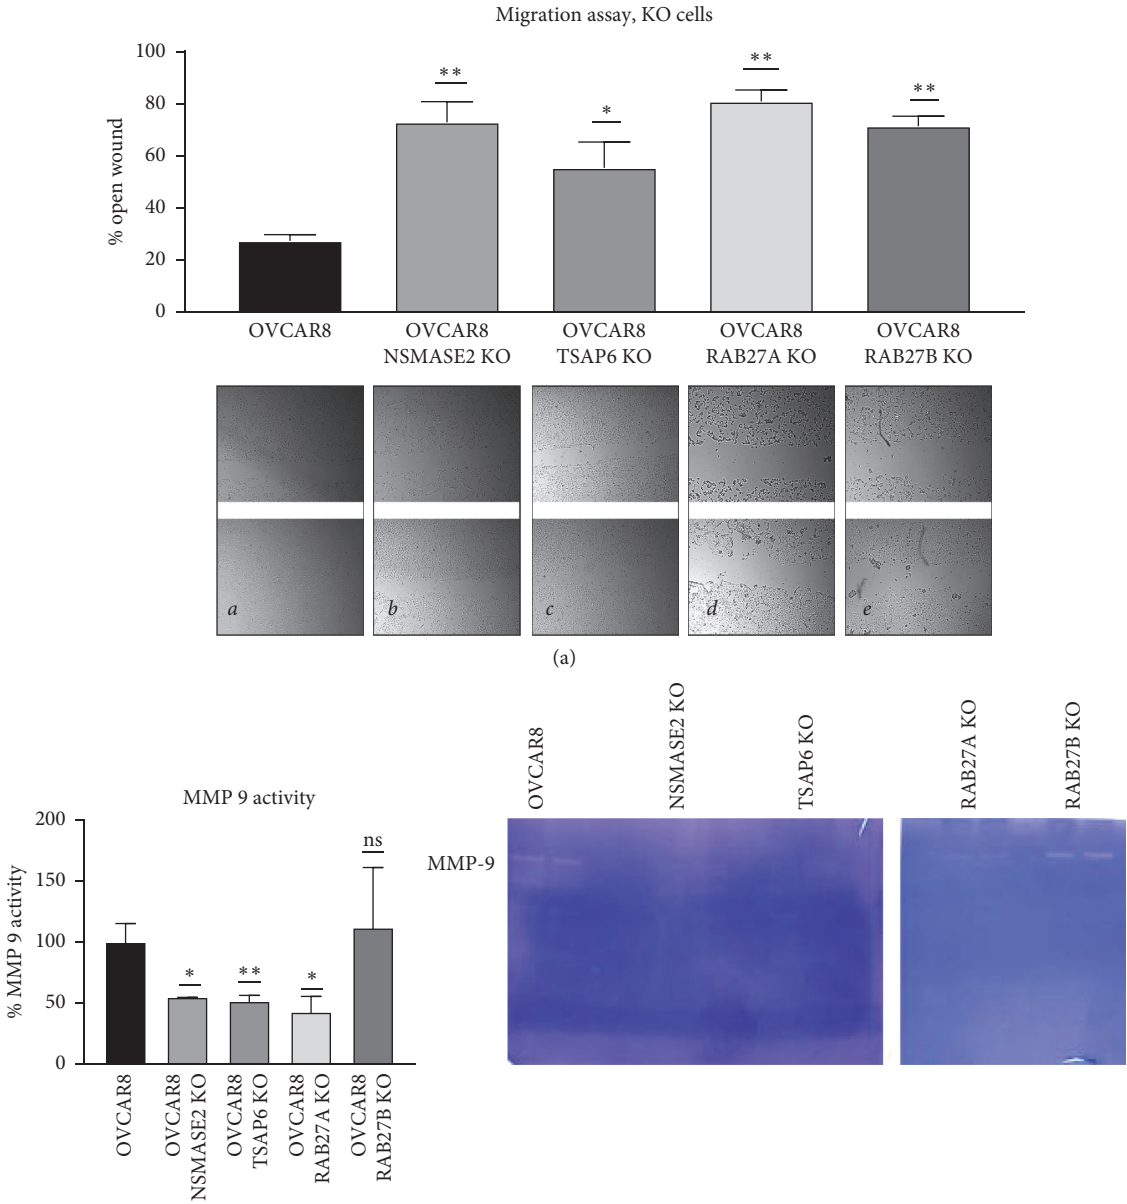 Migration assay, KO cells
% open wound
100
80
60
40
20
0
**
*
**
**
OVCAR8
OVCAR8
NSMASE2 KO
OVCAR8
TSAP6 KO
OVCAR8
RAB27A KO
OVCAR8
RAB27B KO
a
b
c
d
e
(a)
MMP 9 activity
% MMP 9 activity
200
150
100
50
0
*
**
*
ns
OVCAR8
OVCAR8
NSMASE2 KO
OVCAR8
TSAP6 KO
OVCAR8
RAB27A KO
OVCAR8
RAB27B KO
OVCAR8
NSMASE2 KO
TSAP6 KO
RAB27A KO
RAB27B KO
MMP-9